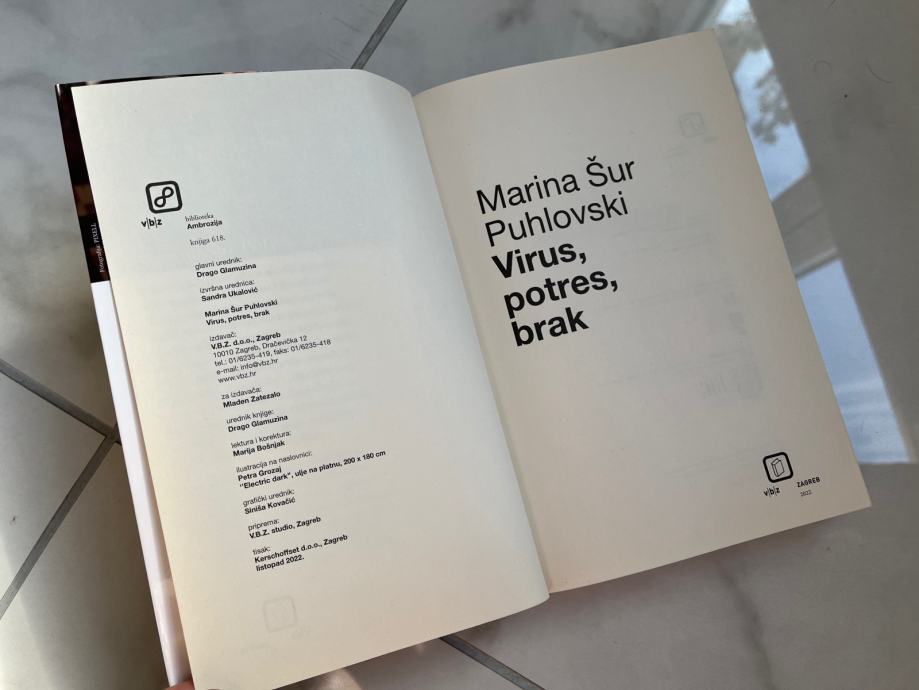 fotografija: PIXELL
v|b|z
biblioteka
Ambrozija
knjiga 618.
glavni urednik:
Drago Glamuzina
izvršna urednica:
Sandra Ukalović
Marina Šur Puhlovski
Virus, potres, brak
izdavač:
V.B.Z. d.o.o., Zagreb
10010 Zagreb, Dračevička 12
tel.: 01/6235-419, faks: 01/6235-418
e-mail: info@vbz.hr
www.vbz.hr
za izdavača:
Mladen Zatezalo
urednik knjige:
Drago Glamuzina
lektura i korektura:
Marija Bošnjak
ilustracija na naslovnici:
Petra Grozaj
"Electric dark", ulje na platnu, 200 x 180 cm
grafički urednik:
Siniša Kovačić
priprema:
V.B.Z. studio, Zagreb
tisak:
Kerschoffset d.o.o., Zagreb
listopad 2022.
Marina Šur
Puhlovski
Virus,
potres,
brak
v|b|z
ZAGREB
2022.